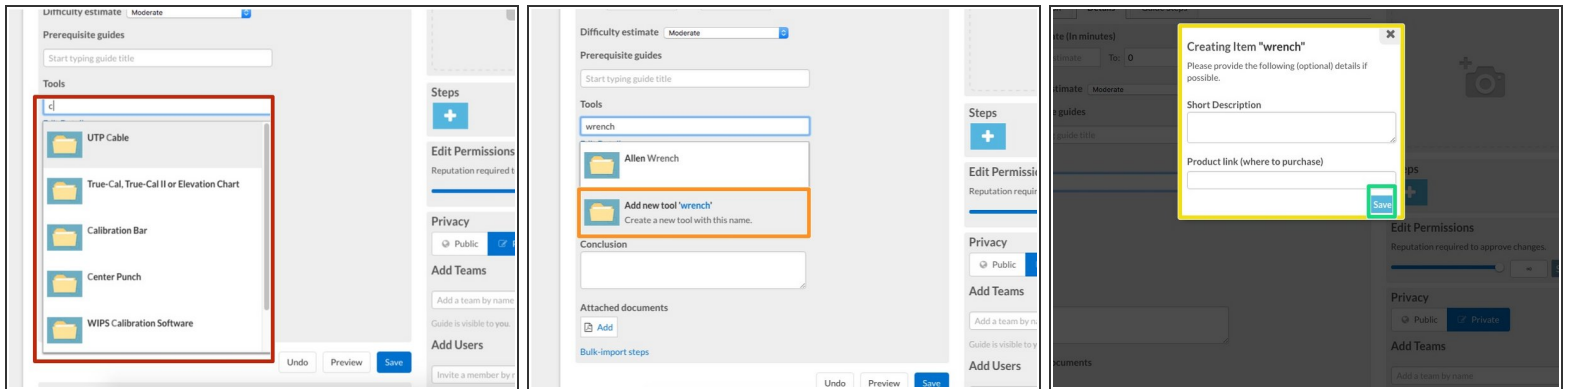 Difficulty estimate Moderate
Prerequisite guides
Start typing guide title
Tools
c
UTP Cable
True-Cal, True-Cal II or Elevation Chart
Calibration Bar
Center Punch
WIPS Calibration Software
Undo Preview Save
Steps
Edit Permissions
Reputation required t
Privacy
Public
Add Teams
Add a team by name
Guide is visible to you.
Add Users
Invite a member by
Difficulty estimate Moderate
Prerequisite guides
Start typing guide title
Tools
wrench
Allen Wrench
Add new tool 'wrench'
Create a new tool with this name.
Conclusion
Attached documents
Add
Bulk-import steps
Undo Preview Save
Steps
Edit Permissi
Reputation requir
Privacy
Public
Add Teams
Add a team by n
Guide is visible to y
Add Users
te (In minutes)
estimate To: 0
timate Moderate
e guides
guide title
Creating Item "wrench"
Please provide the following (optional) details if
possible.
Short Description
Product link (where to purchase)
Save
ps
Edit Permissions
Reputation required to approve changes.
Privacy
Public Private
Add Teams
Add a team by name
cuments